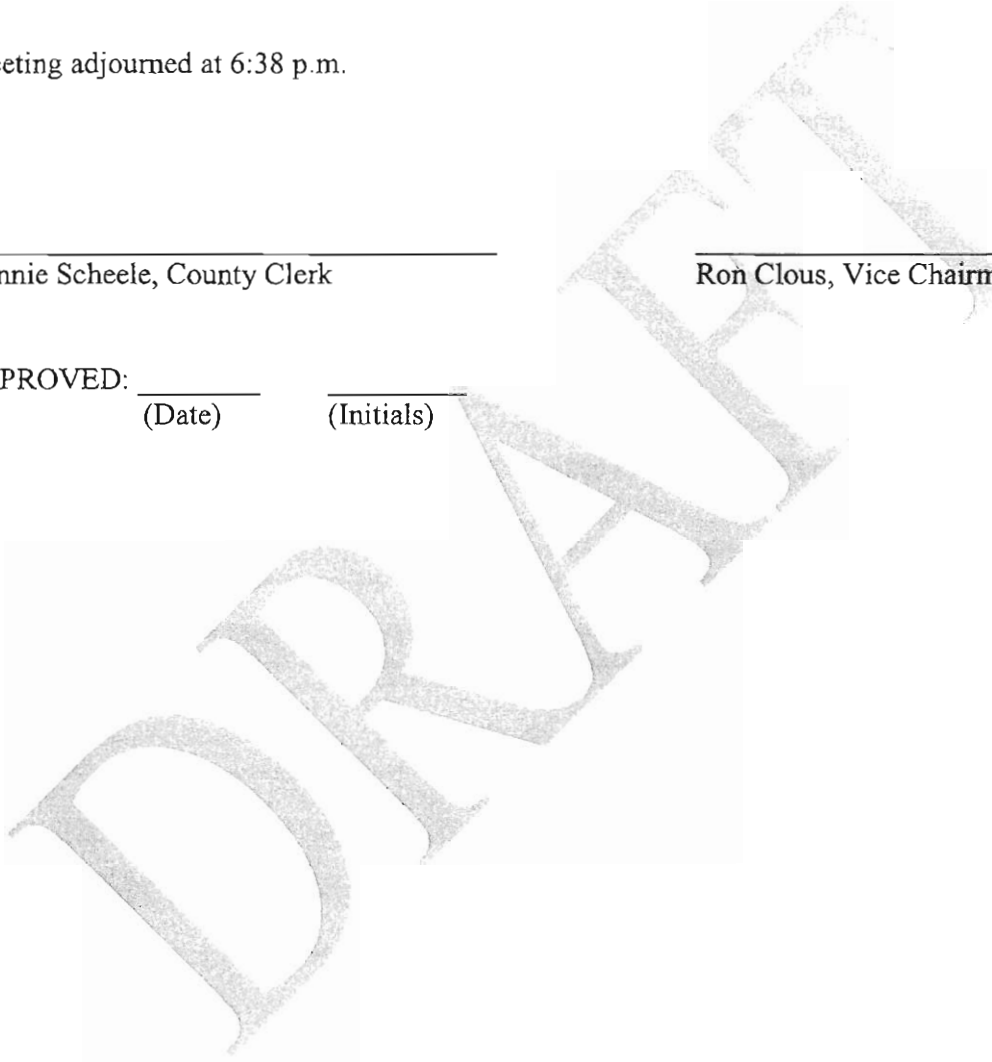 eeting adjourned at 6:38 p.m.
nnie Scheele, County Clerk
Ron Clous, Vice Chairm
PROVED:
(Date)
(Initials)
DRAFT